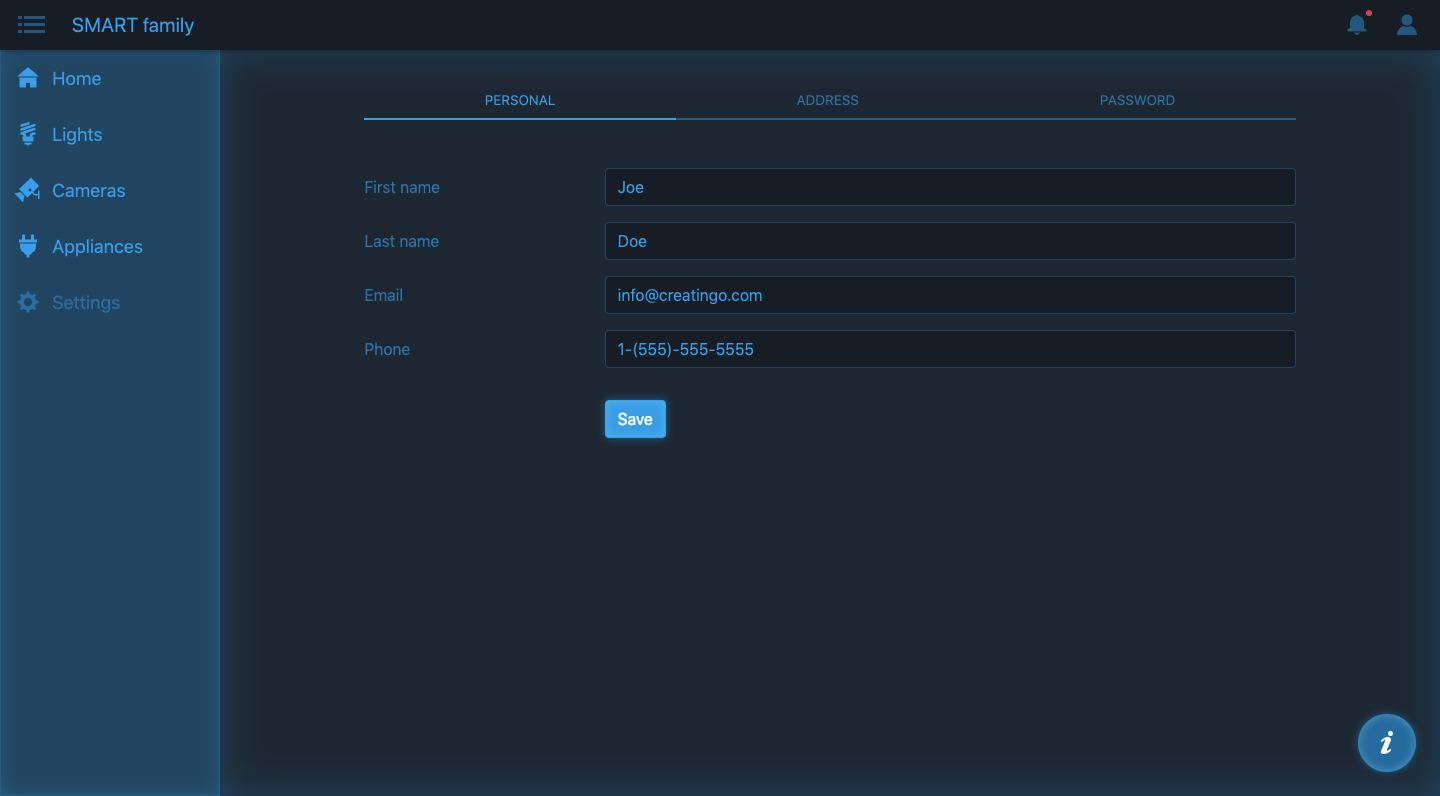 SMART family
Home
Lights
Cameras
Appliances
Settings
PERSONAL ADDRESS PASSWORD
First name Joe
Last name Doe
Email info@creatingo.com
Phone 1-(555)-555-5555
Save
i